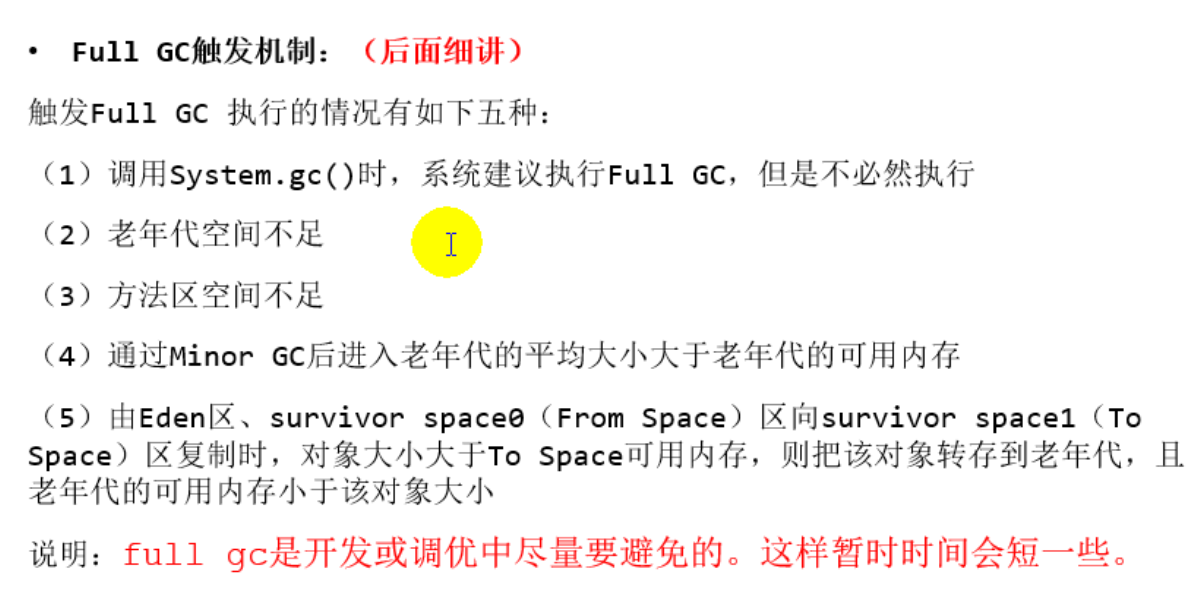 • Full GC触发机制：（后面细讲）
触发Full GC 执行的情况有如下五种：
（1）调用System.gc()时，系统建议执行Full GC，但是不必然执行
（2）老年代空间不足
（3）方法区空间不足
（4）通过Minor GC后进入老年代的平均大小大于老年代的可用内存
（5）由Eden区、survivor space0（From Space）区向survivor space1（To
Space）区复制时，对象大小大于To Space可用内存，则把该对象转存到老年代，且
老年代的可用内存小于该对象大小
说明：full gc是开发或调优中尽量要避免的。这样暂时时间会短一些。